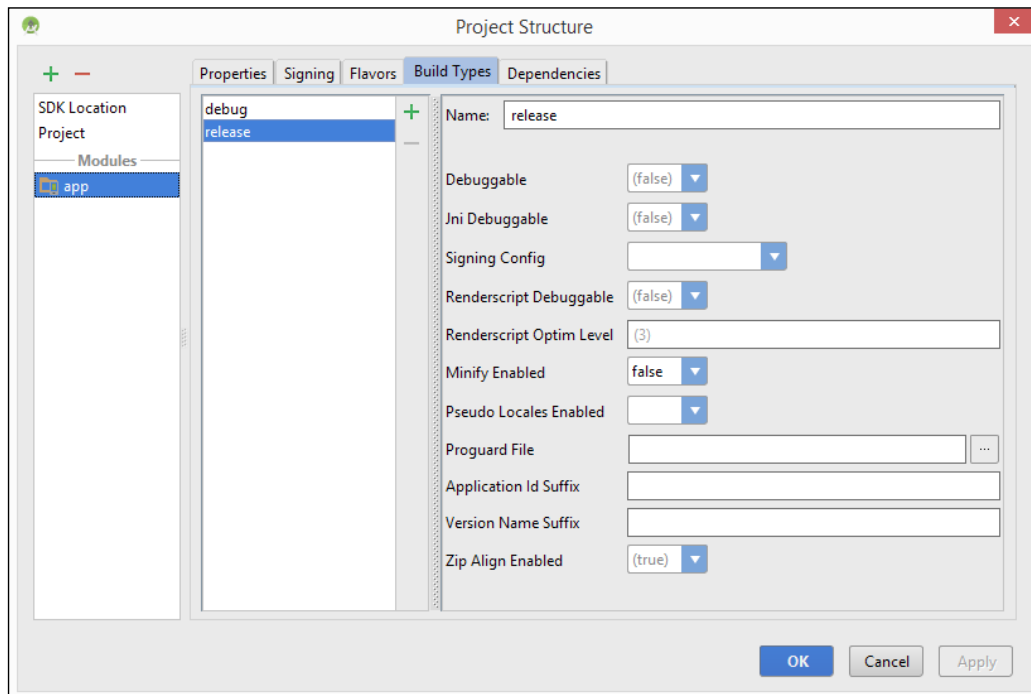 Project Structure
Properties Signing Flavors Build Types Dependencies
SDK Location
Project
Modules
app
debug
release
Name: release
Debuggable (false)
Jni Debuggable (false)
Signing Config
Renderscript Debuggable (false)
Renderscript Optim Level (3)
Minify Enabled false
Pseudo Locales Enabled
Proguard File ...
Application Id Suffix
Version Name Suffix
Zip Align Enabled (true)
OK Cancel Apply